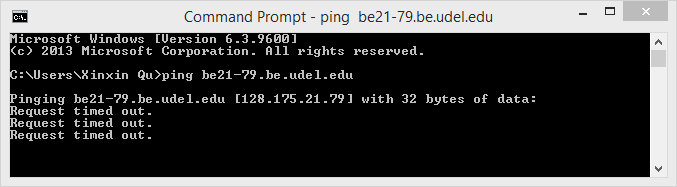 Command Prompt - ping be21-79.be.udel.edu
Microsoft Windows [Version 6.3.9600]
(c) 2013 Microsoft Corporation. All rights reserved.
C:\Users\Xinxin Qu>ping be21-79.be.udel.edu
Pinging be21-79.be.udel.edu [128.175.21.79] with 32 bytes of data:
Request timed out.
Request timed out.
Request timed out.